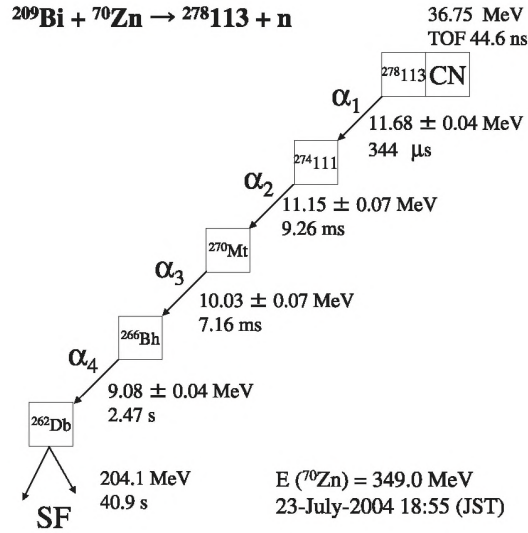 ²⁰⁹Bi + ⁷⁰Zn → ²⁷⁸113 + n
36.75 MeV
TOF 44.6 ns
²⁷⁸113 CN
α₁
11.68 ± 0.04 MeV
344 μs
²⁷⁴111
α₂
11.15 ± 0.07 MeV
9.26 ms
²⁷⁰Mt
α₃
10.03 ± 0.07 MeV
7.16 ms
²⁶⁶Bh
α₄
9.08 ± 0.04 MeV
2.47 s
²⁶²Db
204.1 MeV
40.9 s
SF
E (⁷⁰Zn) = 349.0 MeV
23-July-2004 18:55 (JST)